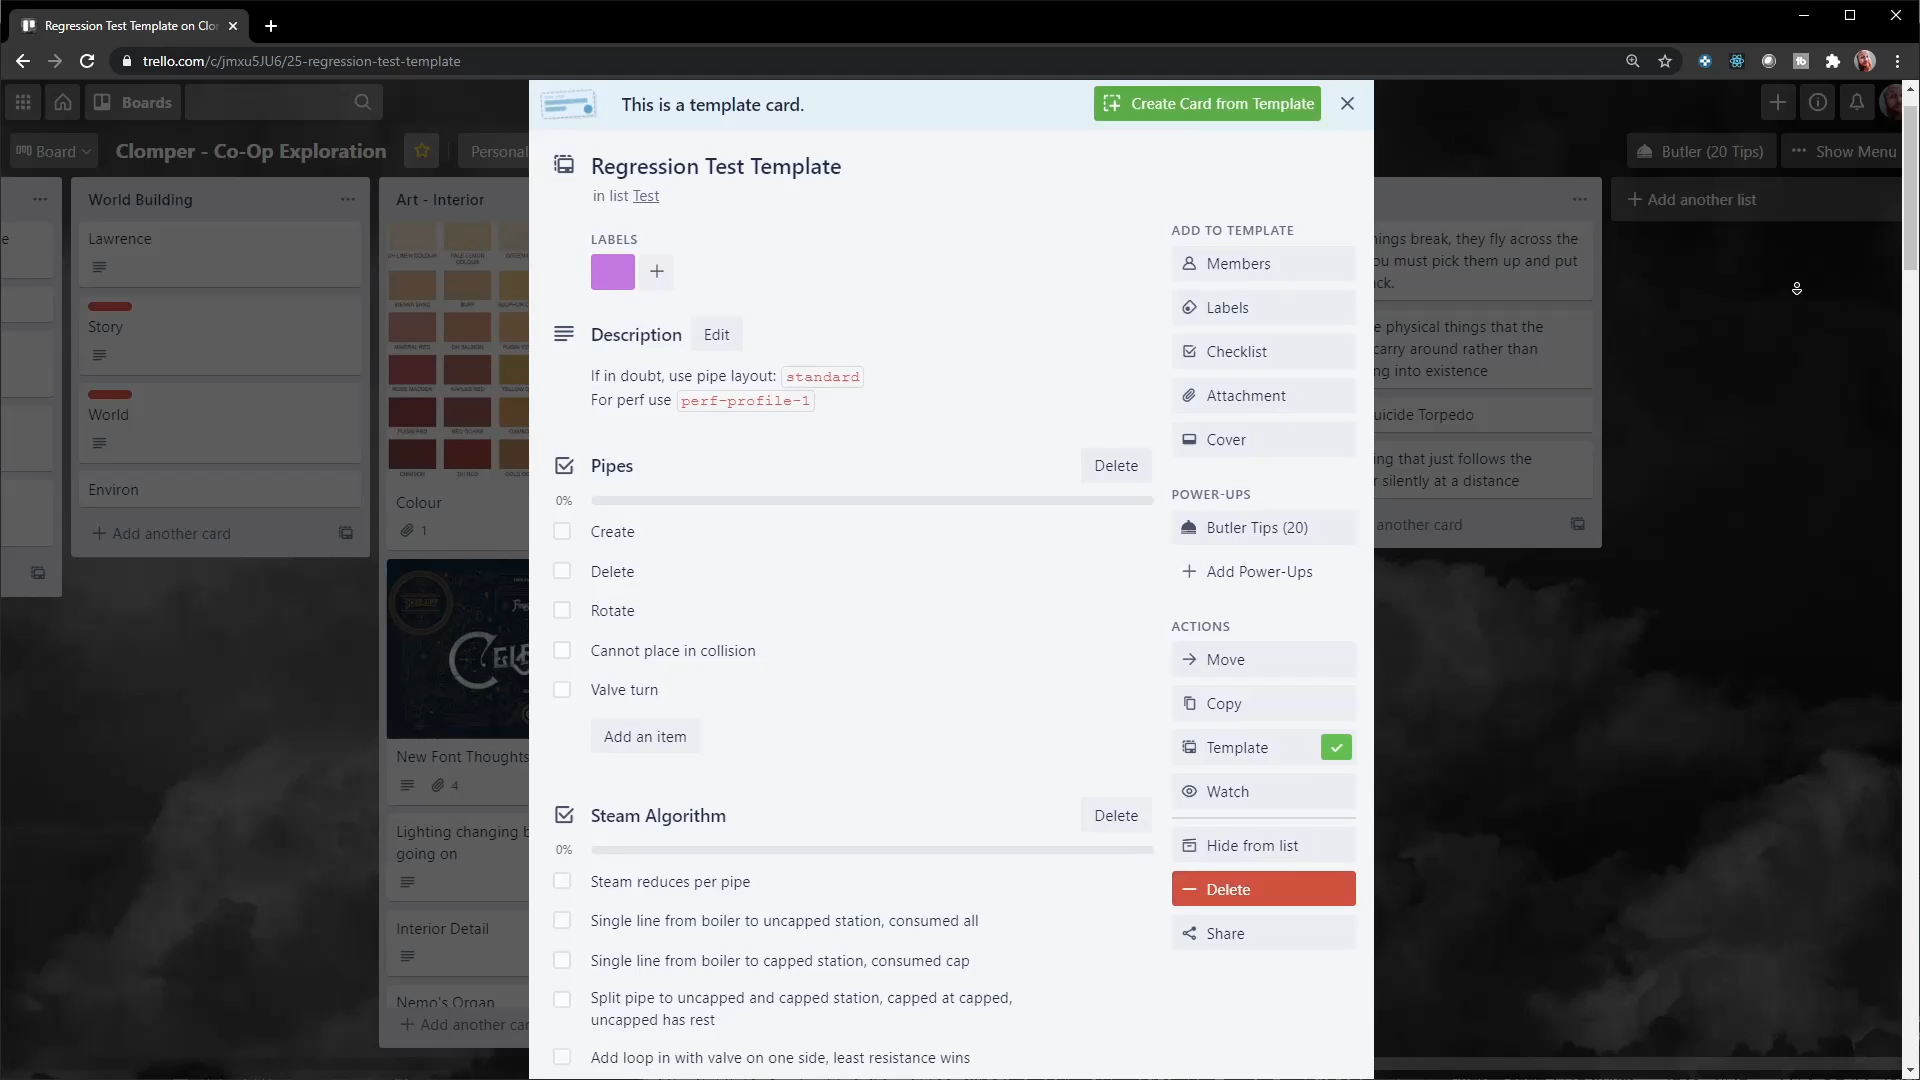 Regression Test Template on Clo
trello.com/c/jmxu5JU6/25-regression-test-template
Boards
Board
Clomper - Co-Op Exploration
Personal
Butler (20 Tips)
Show Menu
World Building
Lawrence
Story
World
Environ
Add another card
Art - Interior
Colour
1
New Font Thoughts
4
Lighting changing b
going on
Interior Detail
Nemo's Organ
Add another car
This is a template card.
Create Card from Template
Regression Test Template
in list Test
LABELS
Description
Edit
If in doubt, use pipe layout: standard
For perf use perf-profile-1
Pipes
Delete
0%
Create
Delete
Rotate
Cannot place in collision
Valve turn
Add an item
Steam Algorithm
Delete
0%
Steam reduces per pipe
Single line from boiler to uncapped station, consumed all
Single line from boiler to capped station, consumed cap
Split pipe to uncapped and capped station, capped at capped,
uncapped has rest
Add loop in with valve on one side, least resistance wins
ADD TO TEMPLATE
Members
Labels
Checklist
Attachment
Cover
POWER-UPS
Butler Tips (20)
Add Power-Ups
ACTIONS
Move
Copy
Template
Watch
Hide from list
Delete
Share
ings break, they fly across the
ou must pick them up and put
ck.
e physical things that the
carry around rather than
ng into existence
uicide Torpedo
ing that just follows the
r silently at a distance
another card
Add another list